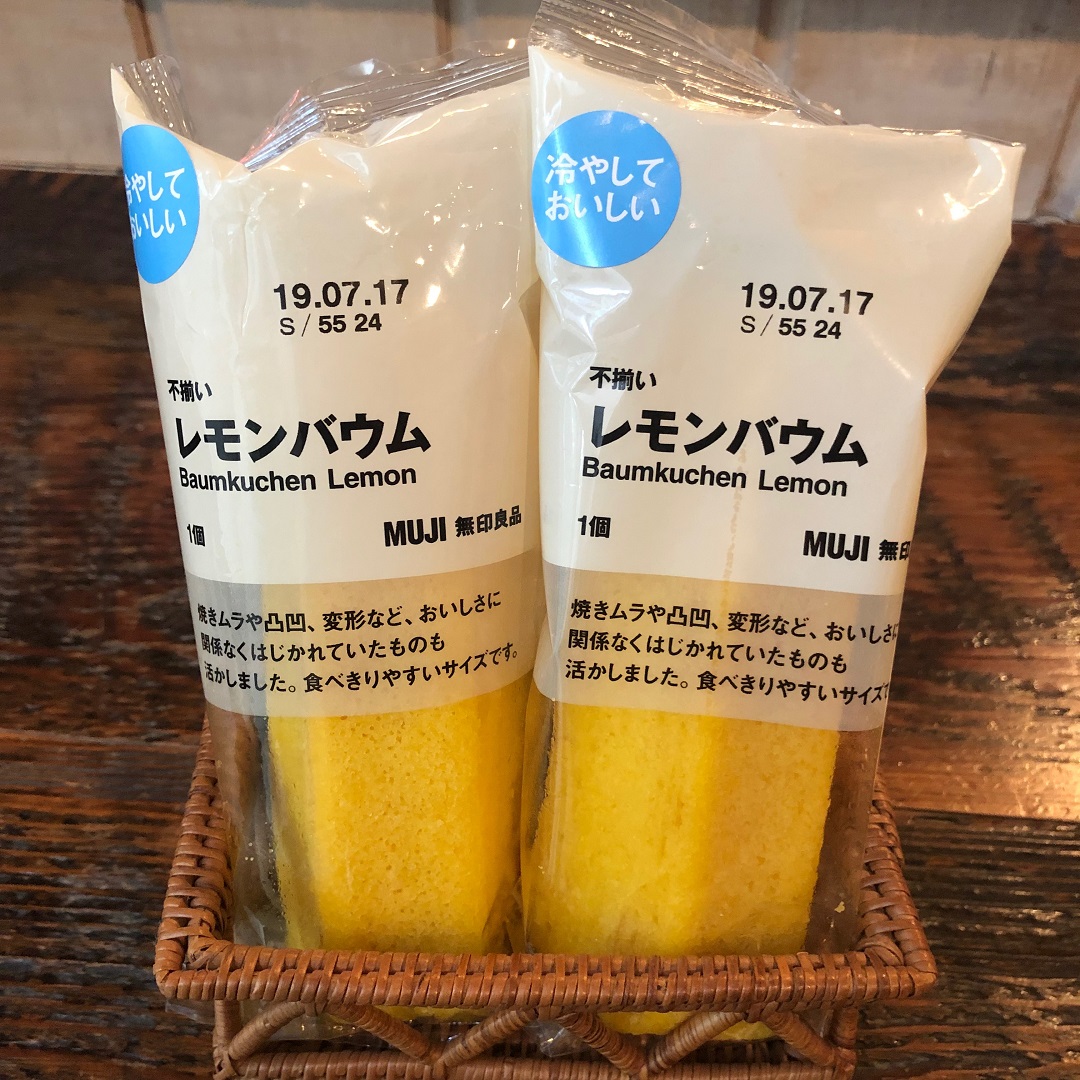 冷やして
おいしい
19.07.17
S / 55 24
不揃い
レモンバウム
Baumkuchen Lemon
1個
MUJI 無印良品
焼きムラや凸凹、変形など、おいしさに
関係なくはじかれていたものも
活かしました。食べきりやすいサイズです。
冷やして
おいしい
19.07.17
S / 55 24
不揃い
レモンバウム
Baumkuchen Lemon
1個
MUJI 無印
焼きムラや凸凹、変形など、おいしさに
関係なくはじかれていたものも
活かしました。食べきりやすいサイズで